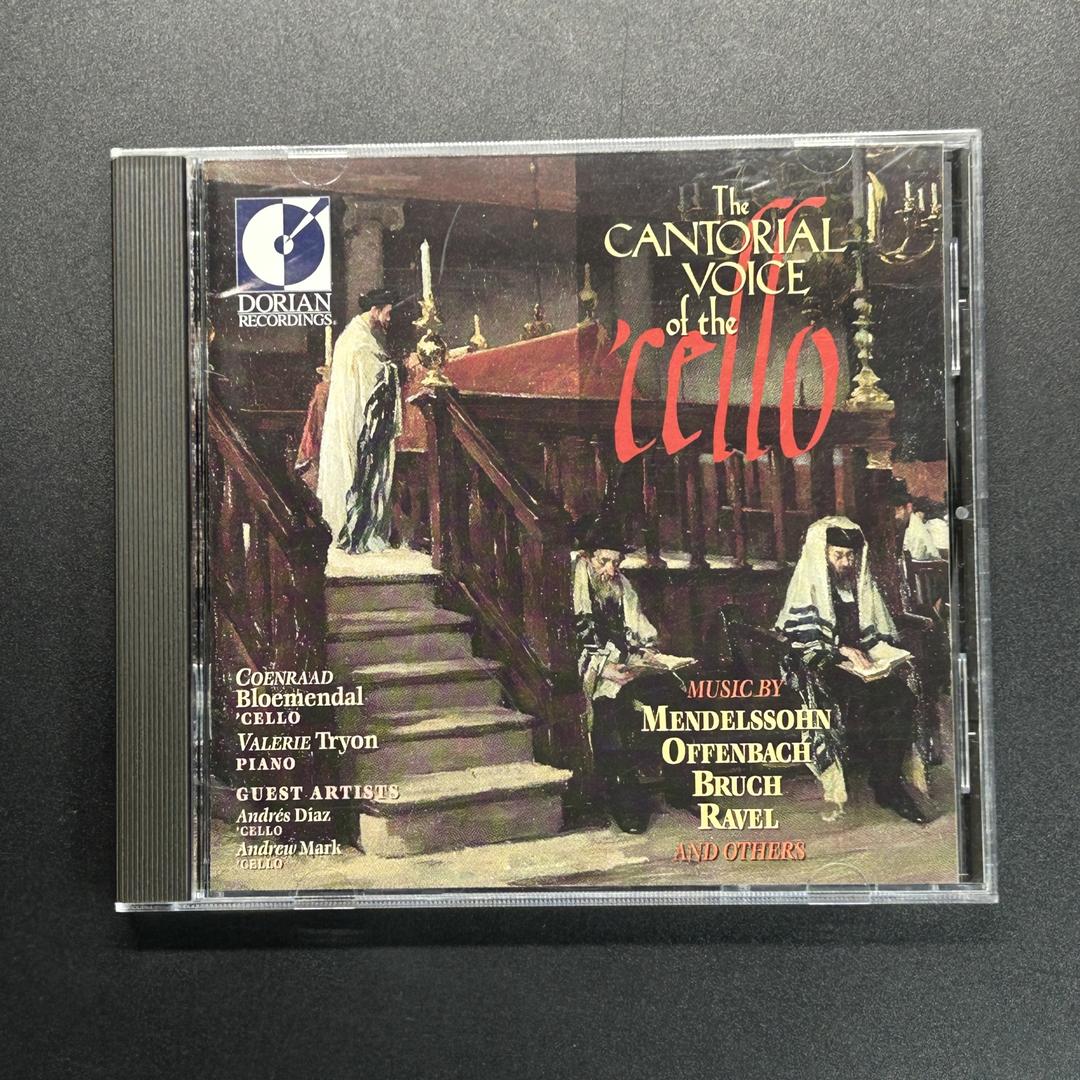 DORIAN
RECORDINGS
The
CANTORIAL
VOICE
of the
'cello
COENRAAD
Bloemendal
'CELLO
VALERIE Tryon
PIANO
GUEST ARTISTS
Andrés Díaz
'CELLO
Andrew Mark
'CELLO
MUSIC BY
MENDELSSOHN
OFFENBACH
BRUCH
RAVEL
AND OTHERS